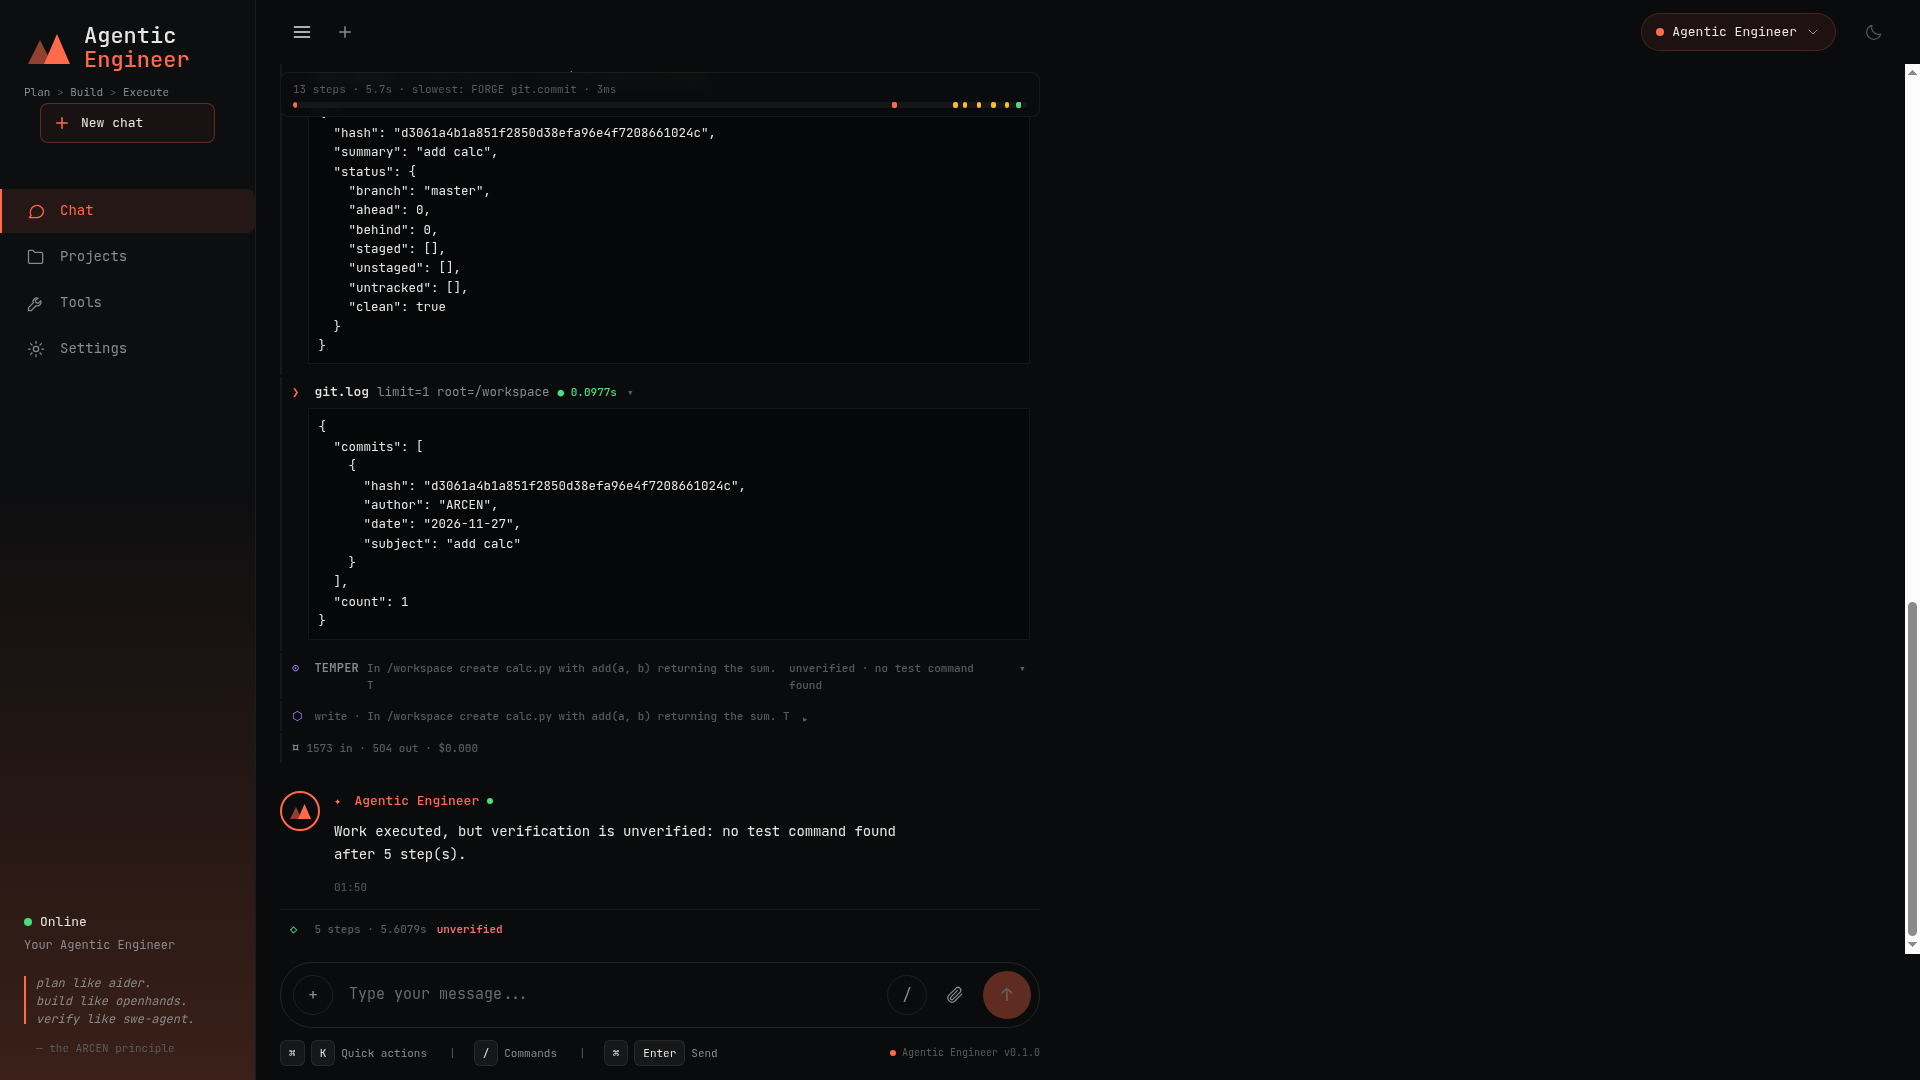 Agentic
Engineer
Plan > Build > Execute
+ New chat
Chat
Projects
Tools
Settings
Online
Your Agentic Engineer
plan like aider.
build like openhands.
verify like swe-agent.
— the ARCEN principle
Agentic Engineer
13 steps · 5.7s · slowest: FORGE git.commit · 3ms
"hash": "d3061a4b1a851f2850d38efa96e4f7208661024c",
"summary": "add calc",
"status": {
"branch": "master",
"ahead": 0,
"behind": 0,
"staged": [],
"unstaged": [],
"untracked": [],
"clean": true
}
}
❯ git.log limit=1 root=/workspace ● 0.0977s ▾
{
"commits": [
{
"hash": "d3061a4b1a851f2850d38efa96e4f7208661024c",
"author": "ARCEN",
"date": "2026-11-27",
"subject": "add calc"
}
],
"count": 1
}
TEMPER In /workspace create calc.py with add(a, b) returning the sum. unverified · no test command
T found
write · In /workspace create calc.py with add(a, b) returning the sum. T ▸
¤ 1573 in · 504 out · $0.000
✦ Agentic Engineer
Work executed, but verification is unverified: no test command found
after 5 step(s).
01:50
◇ 5 steps · 5.6079s unverified
+ Type your message... /
⌘ K Quick actions | / Commands | ⌘ Enter Send
Agentic Engineer v0.1.0